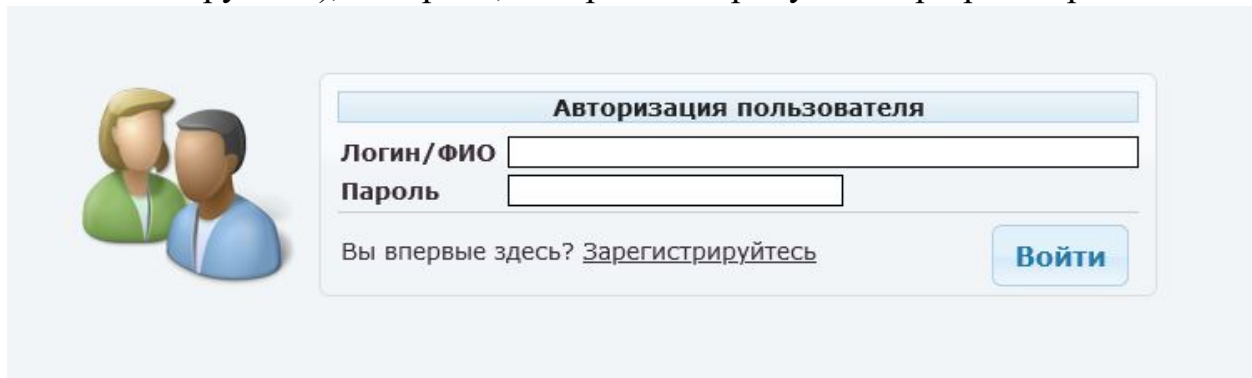 Авторизация пользователя
Логин/ФИО
Пароль
Вы впервые здесь? Зарегистрируйтесь
Войти